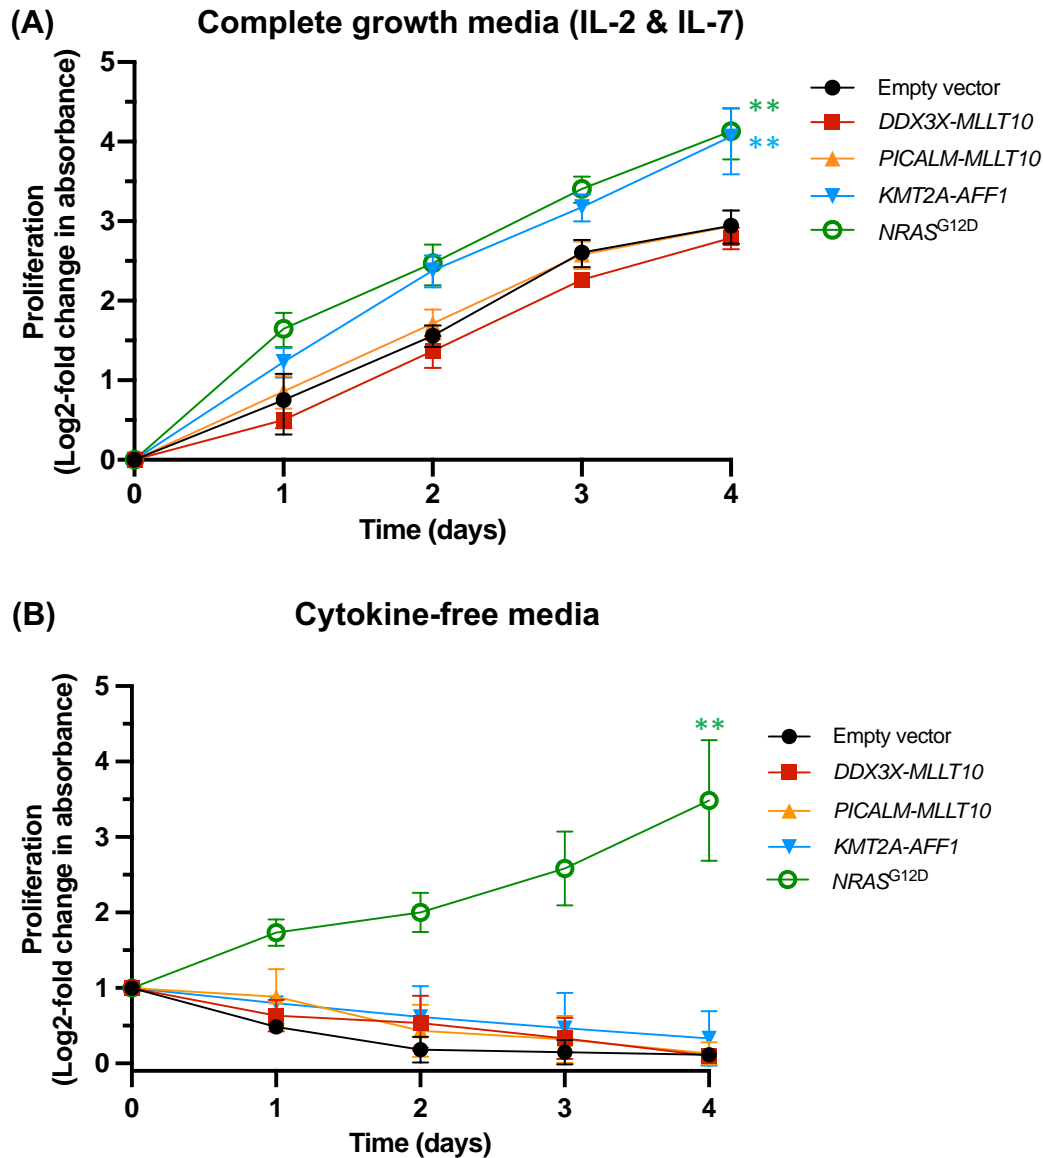 (A) Complete growth media (IL-2 & IL-7)
Proliferation
(Log2-fold change in absorbance)
5
4
3
2
1
0
0 1 2 3 4
Time (days)
**
**
Empty vector
DDX3X-MLLT10
PICALM-MLLT10
KMT2A-AFF1
NRASG12D
(B) Cytokine-free media
Proliferation
(Log2-fold change in absorbance)
5
4
3
2
1
0
0 1 2 3 4
Time (days)
**
Empty vector
DDX3X-MLLT10
PICALM-MLLT10
KMT2A-AFF1
NRASG12D